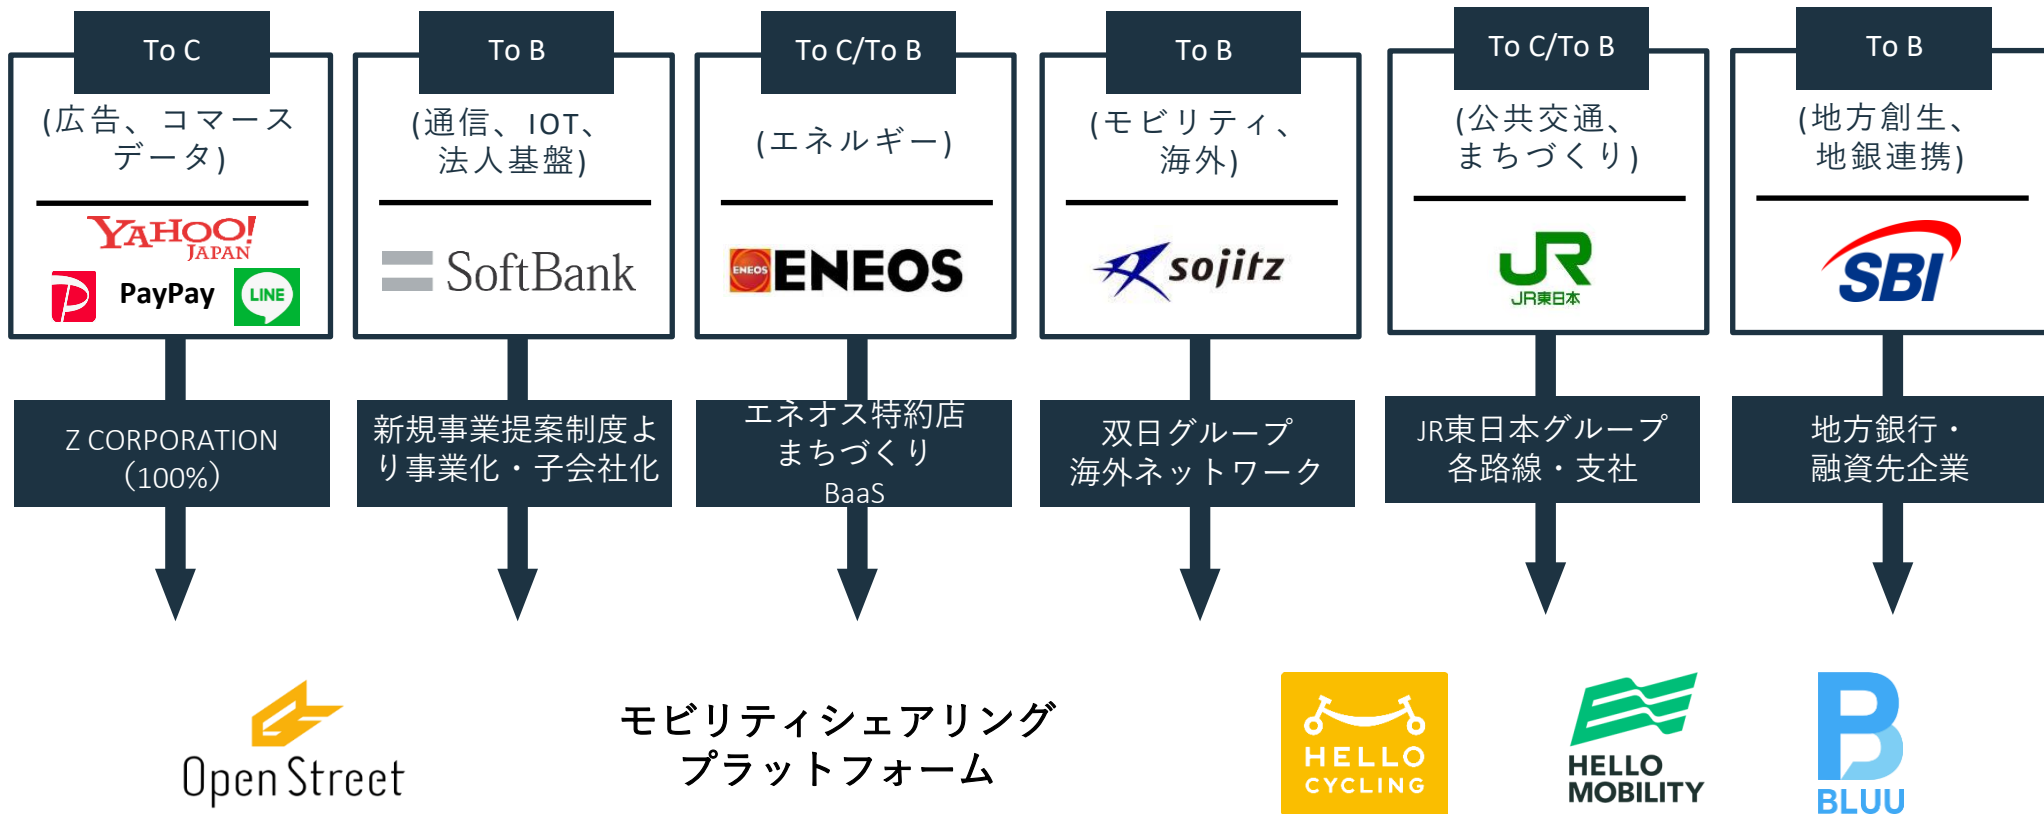 To C
(広告、コマース
データ)
YAHOO!
JAPAN
PayPay
LINE
Z CORPORATION
（100%）
To B
(通信、IOT、
法人基盤)
SoftBank
新規事業提案制度よ
り事業化・子会社化
To C/To B
(エネルギー)
ENEOS
ENEOS
エネオス特約店
まちづくり
BaaS
To B
(モビリティ、
海外)
sojitz
双日グループ
海外ネットワーク
To C/To B
(公共交通、
まちづくり)
JR
JR東日本
JR東日本グループ
各路線・支社
To B
(地方創生、
地銀連携)
SBI
地方銀行・
融資先企業
Open Street
モビリティシェアリング
プラットフォーム
HELLO
CYCLING
HELLO
MOBILITY
BLUU